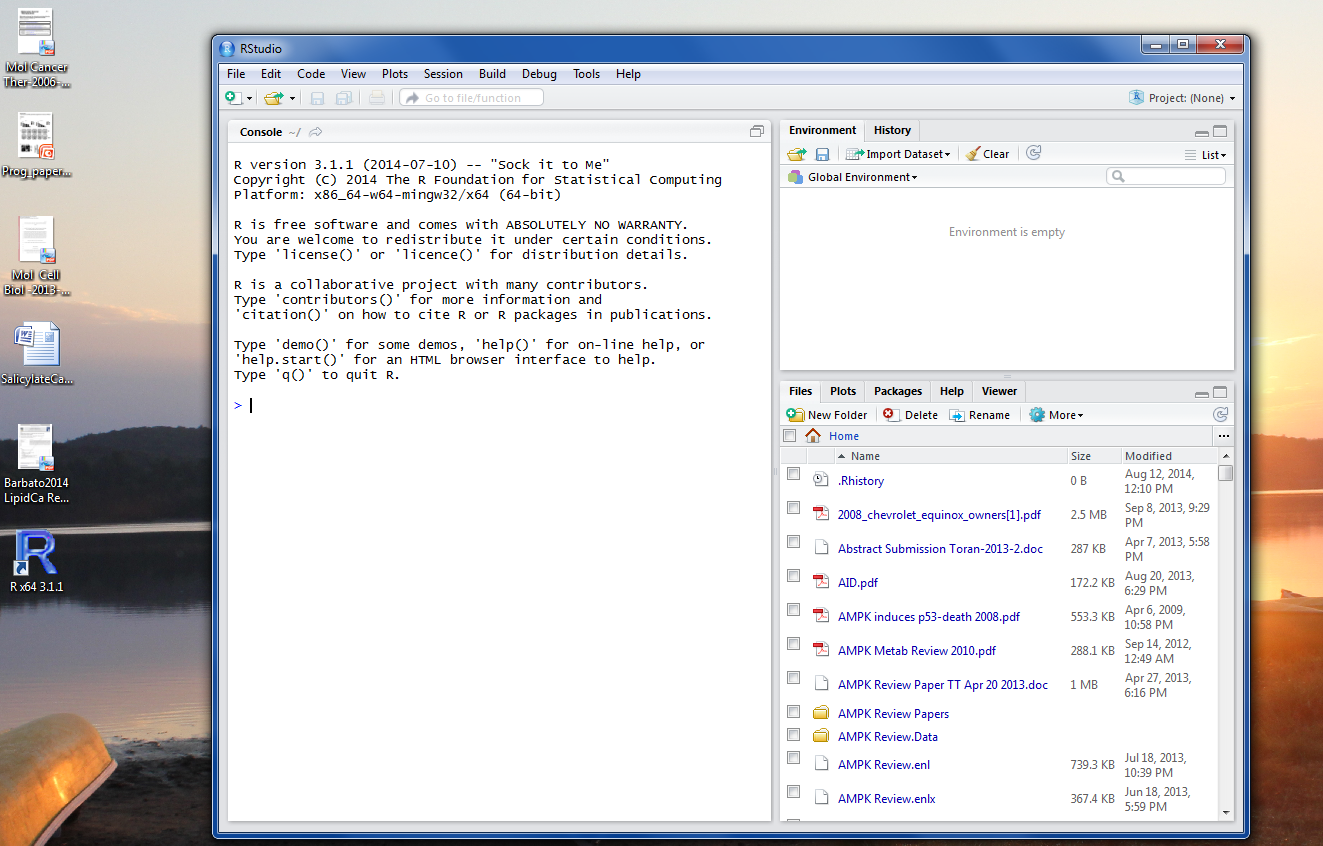 Mol Cancer
Ther-2006-...
Prog_paper...
Mol Cell
Biol -2013-...
SalicylateCa...
Barbato2014
LipidCa Re...
R x64 3.1.1
RStudio
File Edit Code View Plots Session Build Debug Tools Help
Go to file/function
Project: (None)
Console ~/
R version 3.1.1 (2014-07-10) -- "Sock it to Me"
Copyright (C) 2014 The R Foundation for Statistical Computing
Platform: x86_64-w64-mingw32/x64 (64-bit)
R is free software and comes with ABSOLUTELY NO WARRANTY.
You are welcome to redistribute it under certain conditions.
Type 'license()' or 'licence()' for distribution details.
R is a collaborative project with many contributors.
Type 'contributors()' for more information and
'citation()' on how to cite R or R packages in publications.
Type 'demo()' for some demos, 'help()' for on-line help, or
'help.start()' for an HTML browser interface to help.
Type 'q()' to quit R.
>
Environment History
Import Dataset Clear List
Global Environment
Environment is empty
Files Plots Packages Help Viewer
New Folder Delete Rename More
Home ...
Name Size Modified
.Rhistory 0 B Aug 12, 2014,
12:10 PM
2008_chevrolet_equinox_owners[1].pdf 2.5 MB Sep 8, 2013, 9:29
PM
Abstract Submission Toran-2013-2.doc 287 KB Apr 7, 2013, 5:58
PM
AID.pdf 172.2 KB Aug 20, 2013,
6:29 PM
AMPK induces p53-death 2008.pdf 553.3 KB Apr 6, 2009,
10:58 PM
AMPK Metab Review 2010.pdf 288.1 KB Sep 14, 2012,
12:49 AM
AMPK Review Paper TT Apr 20 2013.doc 1 MB Apr 27, 2013,
6:16 PM
AMPK Review Papers
AMPK Review.Data
AMPK Review.enl 739.3 KB Jul 18, 2013,
10:39 PM
AMPK Review.enlx 367.4 KB Jun 18, 2013,
5:59 PM